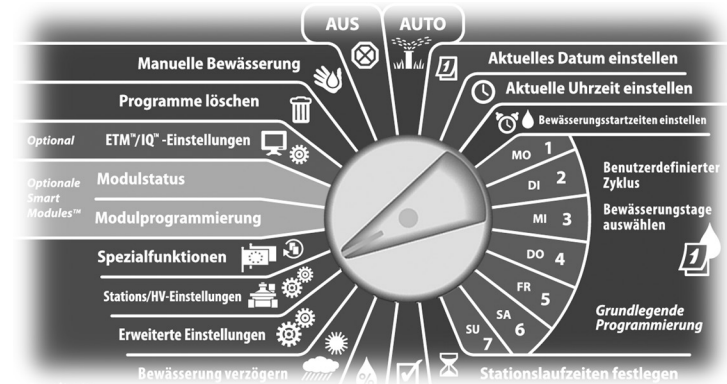 AUS
AUTO
Manuelle Bewässerung
Programme löschen
Optional
ETM™/IQ™ -Einstellungen
Optionale
Smart
Modules™
Modulstatus
Modulprogrammierung
Spezialfunktionen
Stations/HV-Einstellungen
Erweiterte Einstellungen
Bewässerung verzögern
%
1
Aktuelles Datum einstellen
Aktuelle Uhrzeit einstellen
Bewässerungsstartzeiten einstellen
MO 1
DI 2
MI 3
DO 4
FR 5
SA 6
SU 7
Benutzerdefinierter
Zyklus
Bewässerungstage
auswählen
1
Grundlegende
Programmierung
Stationslaufzeiten festlegen